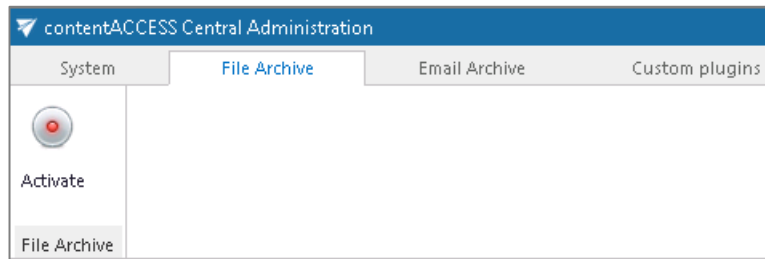 contentACCESS Central Administration
System File Archive Email Archive Custom plugins
Activate
File Archive